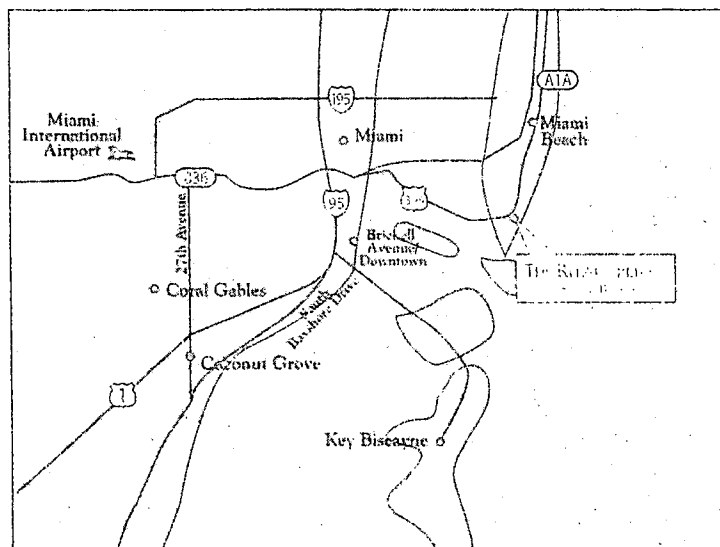 A1A
i95
Miami
International
Airport
Miami
Miami
Beach
836
95
27th Avenue
Brickell
Avenue/
Downtown
Coral Gables
South
Bayshore Drive
Coconut Grove
1
Key Biscayne